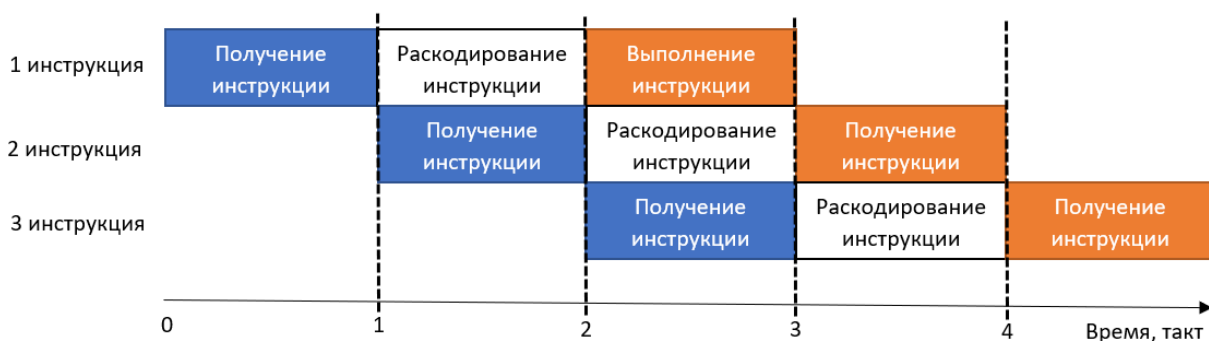 1 инструкция
Получение
инструкции
Раскодирование
инструкции
Выполнение
инструкции
2 инструкция
Получение
инструкции
Раскодирование
инструкции
Получение
инструкции
3 инструкция
Получение
инструкции
Раскодирование
инструкции
Получение
инструкции
0
1
2
3
4
Время, такт